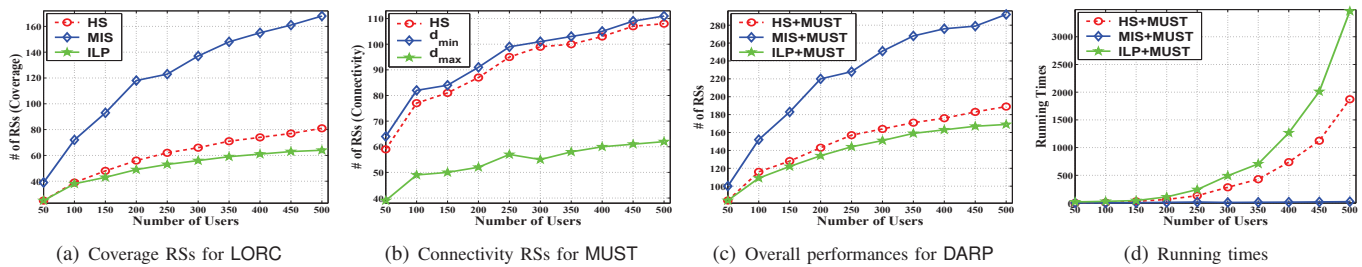 # of RSs (Coverage)
160
140
120
100
80
60
40
HS
MIS
ILP
50 100 150 200 250 300 350 400 450 500
Number of Users
(a) Coverage RSs for LORC
# of RSs (Connectivity)
110
100
90
80
70
60
50
40
HS
d_min
d_max
50 100 150 200 250 300 350 400 450 500
Number of Users
(b) Connectivity RSs for MUST
# of RSs
280
260
240
220
200
180
160
140
120
100
HS+MUST
MIS+MUST
ILP+MUST
50 100 150 200 250 300 350 400 450 500
Number of Users
(c) Overall performances for DARP
Running Times
3000
2500
2000
1500
1000
500
0
HS+MUST
MIS+MUST
ILP+MUST
50 100 150 200 250 300 350 400 450 500
Number of Users
(d) Running times